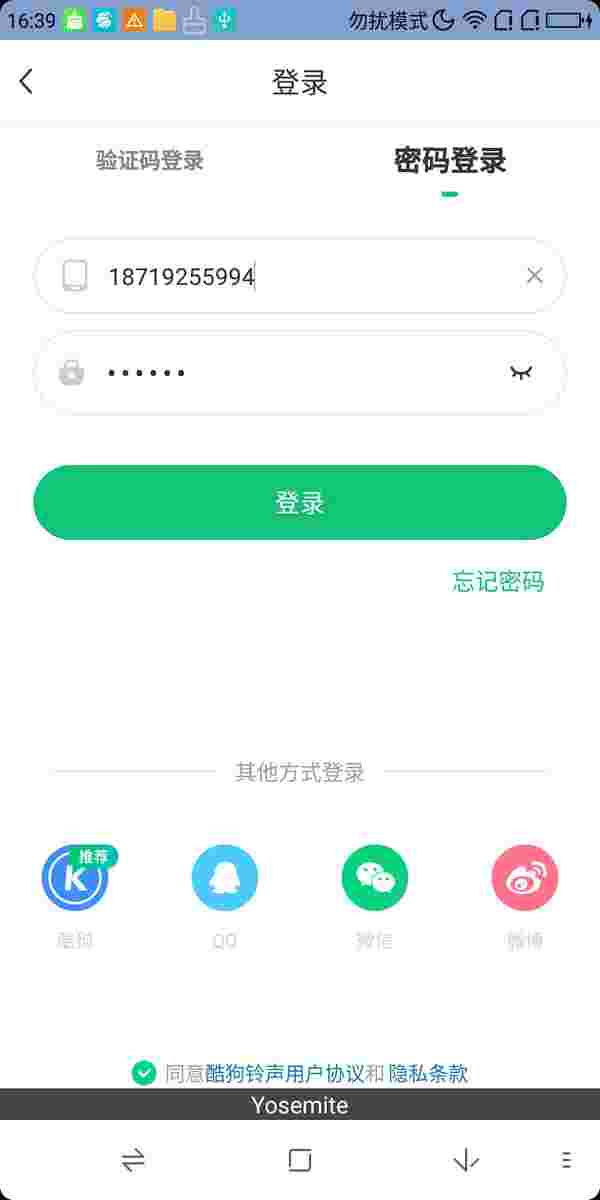 16:39 勿扰模式
登录
验证码登录 密码登录
18719255994
登录
忘记密码
其他方式登录
推荐
酷狗 QQ 微信 微博
同意酷狗铃声用户协议和隐私条款
Yosemite